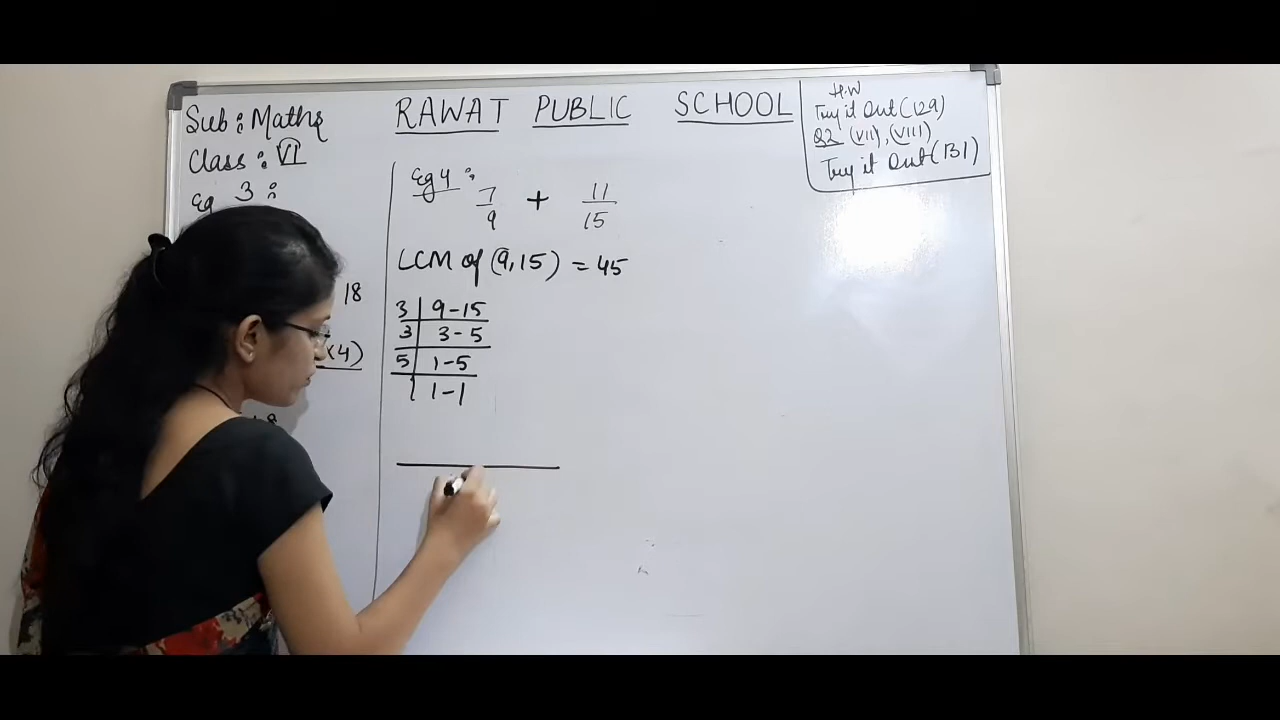 RAWAT PUBLIC SCHOOL
Sub : Maths
Class : VI
Eg 3 :
18
×4)
Eg 4 :
7/9 + 11/15
LCM of (9,15) = 45
3 | 9 - 15
3 | 3 - 5
5 | 1 - 5
1 - 1
H.W
Try it Out (129)
Q2 (VII), (VIII)
Try it Out (131)